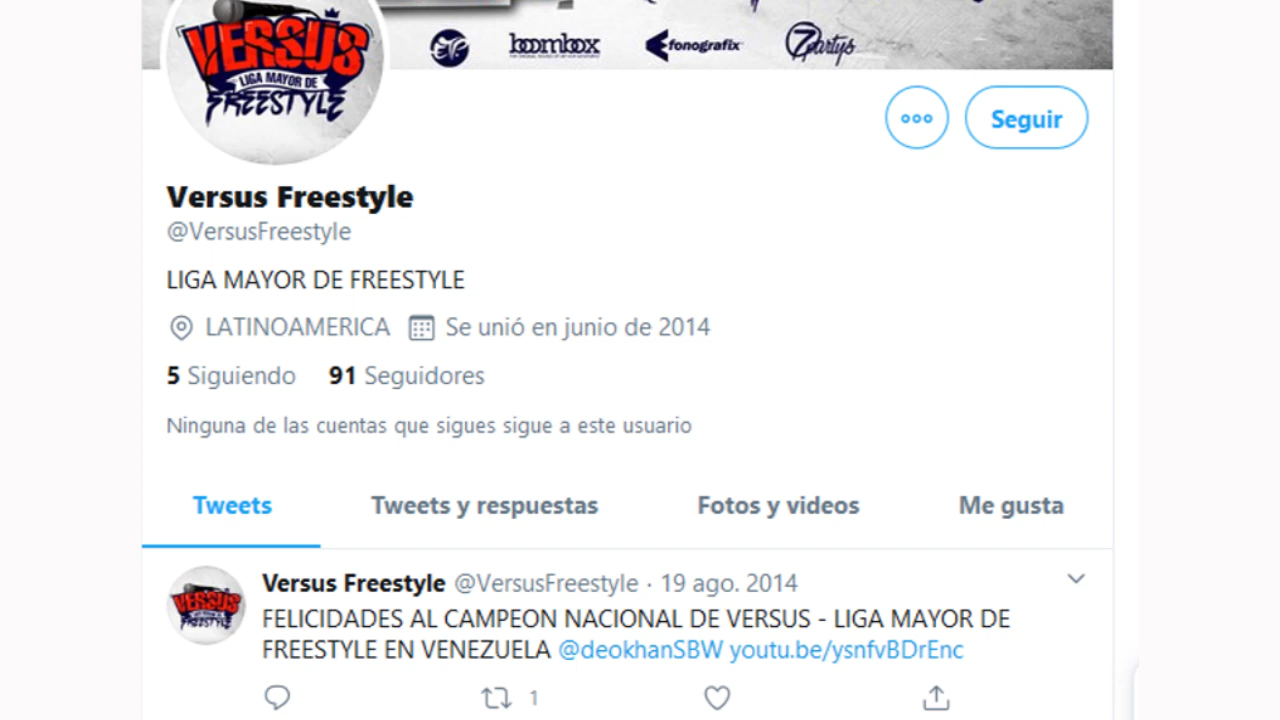 VERSUS
LIGA MAYOR DE
FREESTYLE
boombox
fonografix
7partys
Seguir
Versus Freestyle
@VersusFreestyle
LIGA MAYOR DE FREESTYLE
LATINOAMERICA Se unió en junio de 2014
5 Siguiendo 91 Seguidores
Ninguna de las cuentas que sigues sigue a este usuario
Tweets Tweets y respuestas Fotos y videos Me gusta
VERSUS
FREESTYLE
Versus Freestyle @VersusFreestyle · 19 ago. 2014
FELICIDADES AL CAMPEON NACIONAL DE VERSUS - LIGA MAYOR DE
FREESTYLE EN VENEZUELA @deokhanSBW youtu.be/ysnfvBDrEnc
1